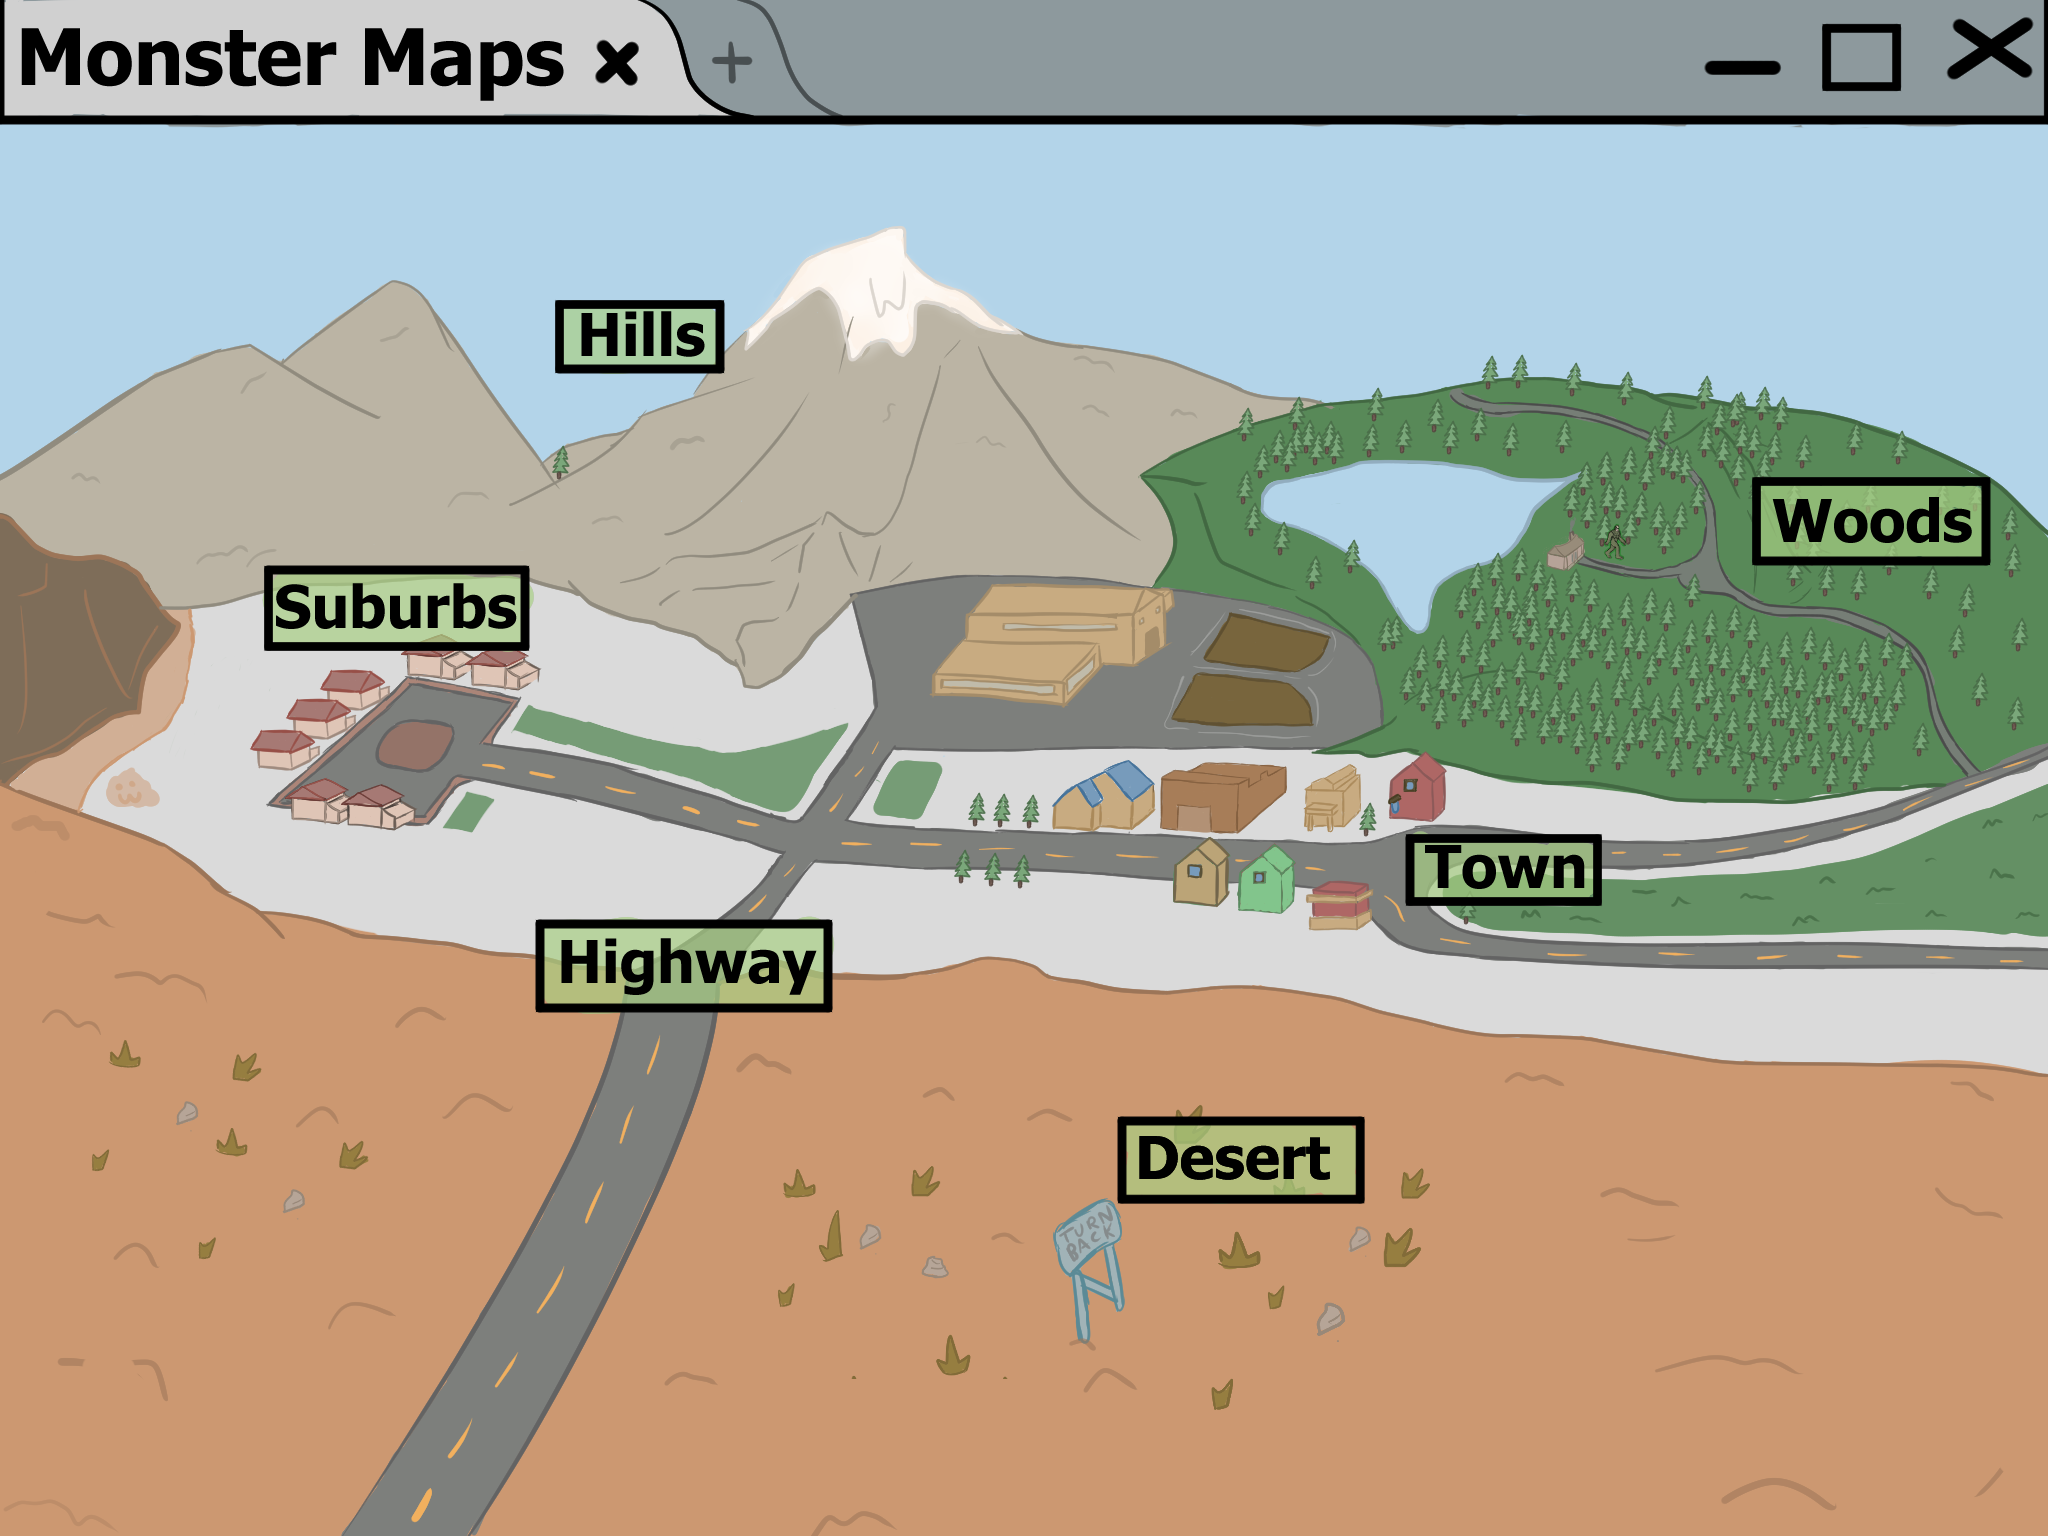 Monster Maps
Hills
Woods
Suburbs
Town
Highway
Desert
TURN
BACK